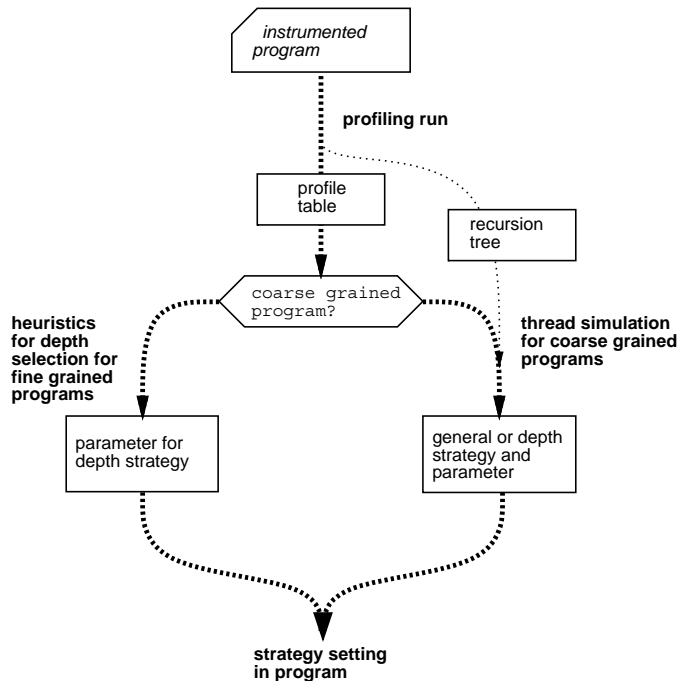 instrumented
program
profiling run
profile
table
recursion
tree
coarse grained
program?
heuristics
for depth
selection for
fine grained
programs
thread simulation
for coarse grained
programs
parameter for
depth strategy
general or depth
strategy and
parameter
strategy setting
in program